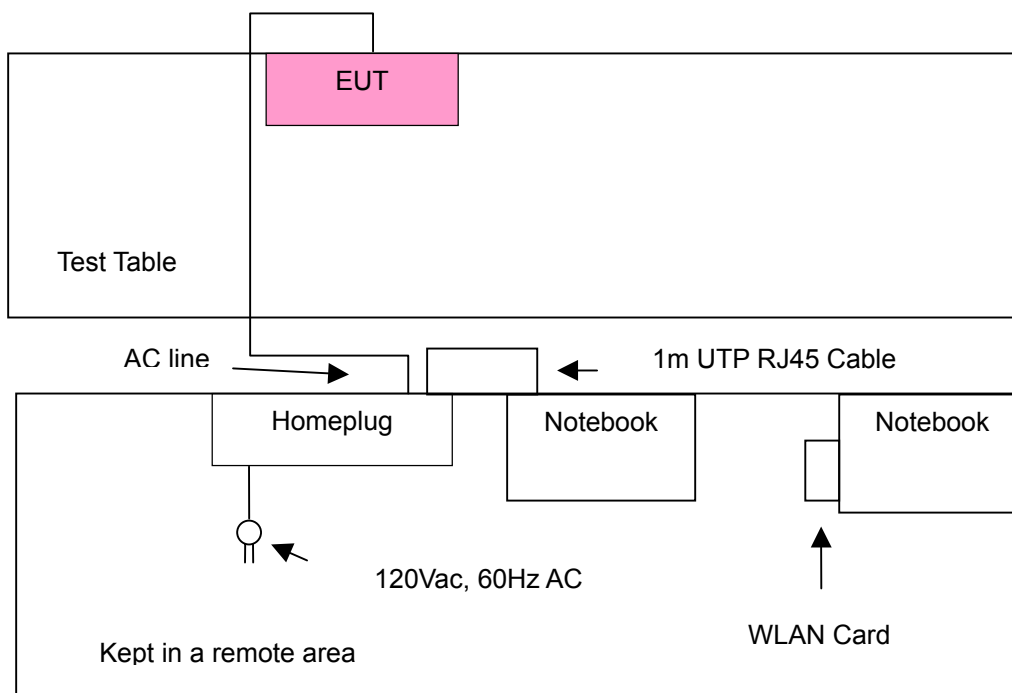 EUT
Test Table
AC line
1m UTP RJ45 Cable
Homeplug
Notebook
Notebook
120Vac, 60Hz AC
WLAN Card
Kept in a remote area